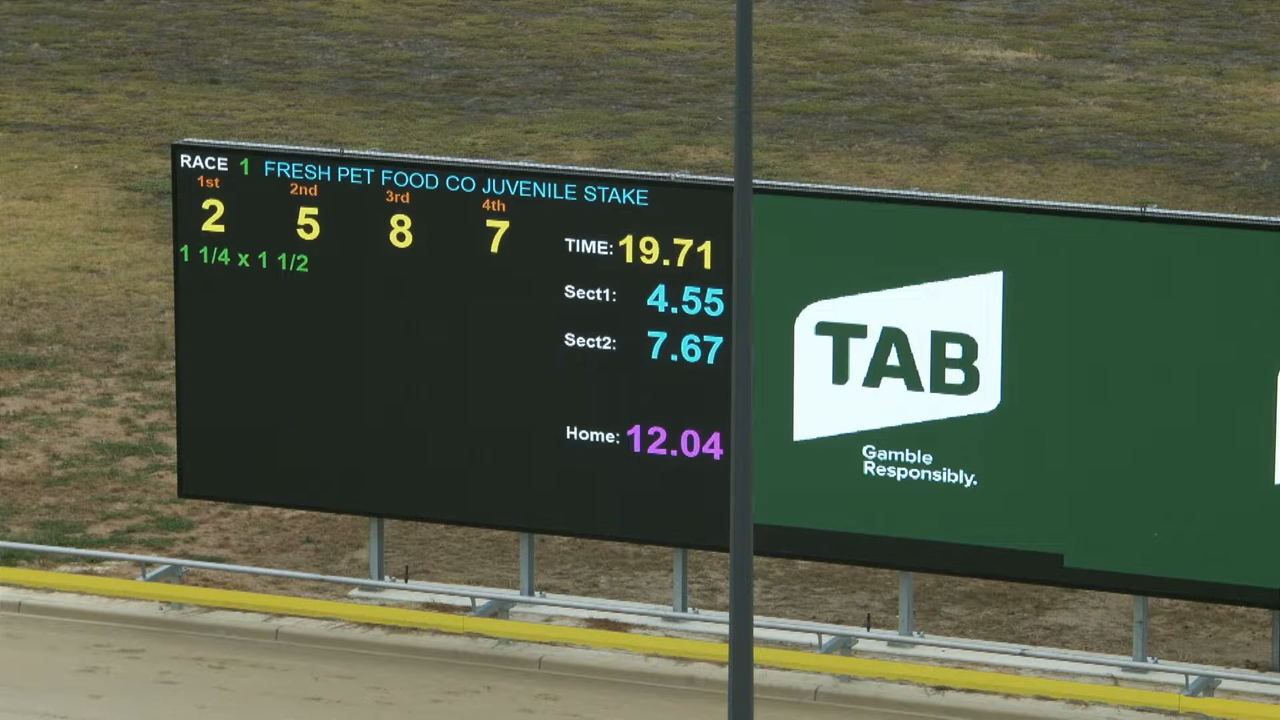 RACE 1 FRESH PET FOOD CO JUVENILE STAKE
1st 2nd 3rd 4th
2 5 8 7
1 1/4 x 1 1/2
TIME: 19.71
Sect1: 4.55
Sect2: 7.67
Home: 12.04
TAB
Gamble
Responsibly.